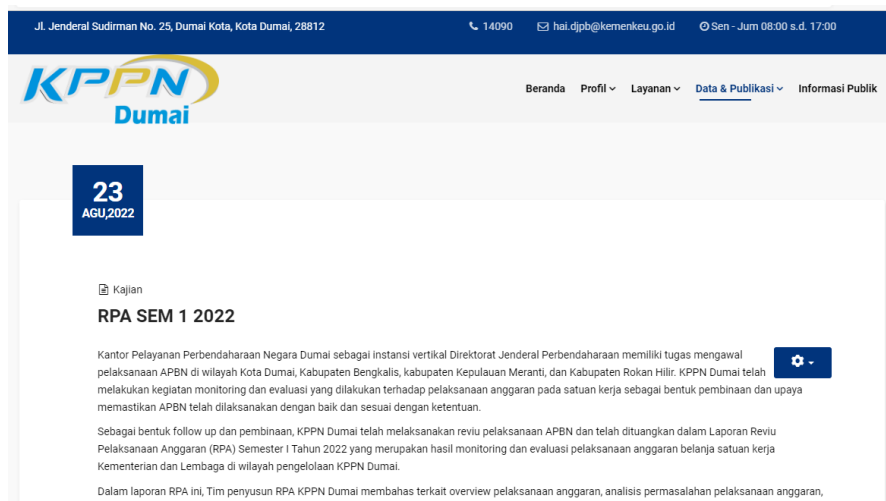 Jl. Jenderal Sudirman No. 25, Dumai Kota, Kota Dumai, 28812 14090 hai.djpb@kemenkeu.go.id Sen - Jum 08:00 s.d. 17:00
KPPN
Dumai
Beranda Profil Layanan Data & Publikasi Informasi Publik
23
AGU,2022
Kajian
RPA SEM 1 2022
Kantor Pelayanan Perbendaharaan Negara Dumai sebagai instansi vertikal Direktorat Jenderal Perbendaharaan memiliki tugas mengawal
pelaksanaan APBN di wilayah Kota Dumai, Kabupaten Bengkalis, kabupaten Kepulauan Meranti, dan Kabupaten Rokan Hilir. KPPN Dumai telah
melakukan kegiatan monitoring dan evaluasi yang dilakukan terhadap pelaksanaan anggaran pada satuan kerja sebagai bentuk pembinaan dan upaya
memastikan APBN telah dilaksanakan dengan baik dan sesuai dengan ketentuan.
Sebagai bentuk follow up dan pembinaan, KPPN Dumai telah melaksanakan reviu pelaksanaan APBN dan telah dituangkan dalam Laporan Reviu
Pelaksanaan Anggaran (RPA) Semester I Tahun 2022 yang merupakan hasil monitoring dan evaluasi pelaksanaan anggaran belanja satuan kerja
Kementerian dan Lembaga di wilayah pengelolaan KPPN Dumai.
Dalam laporan RPA ini, Tim penyusun RPA KPPN Dumai membahas terkait overview pelaksanaan anggaran, analisis permasalahan pelaksanaan anggaran,